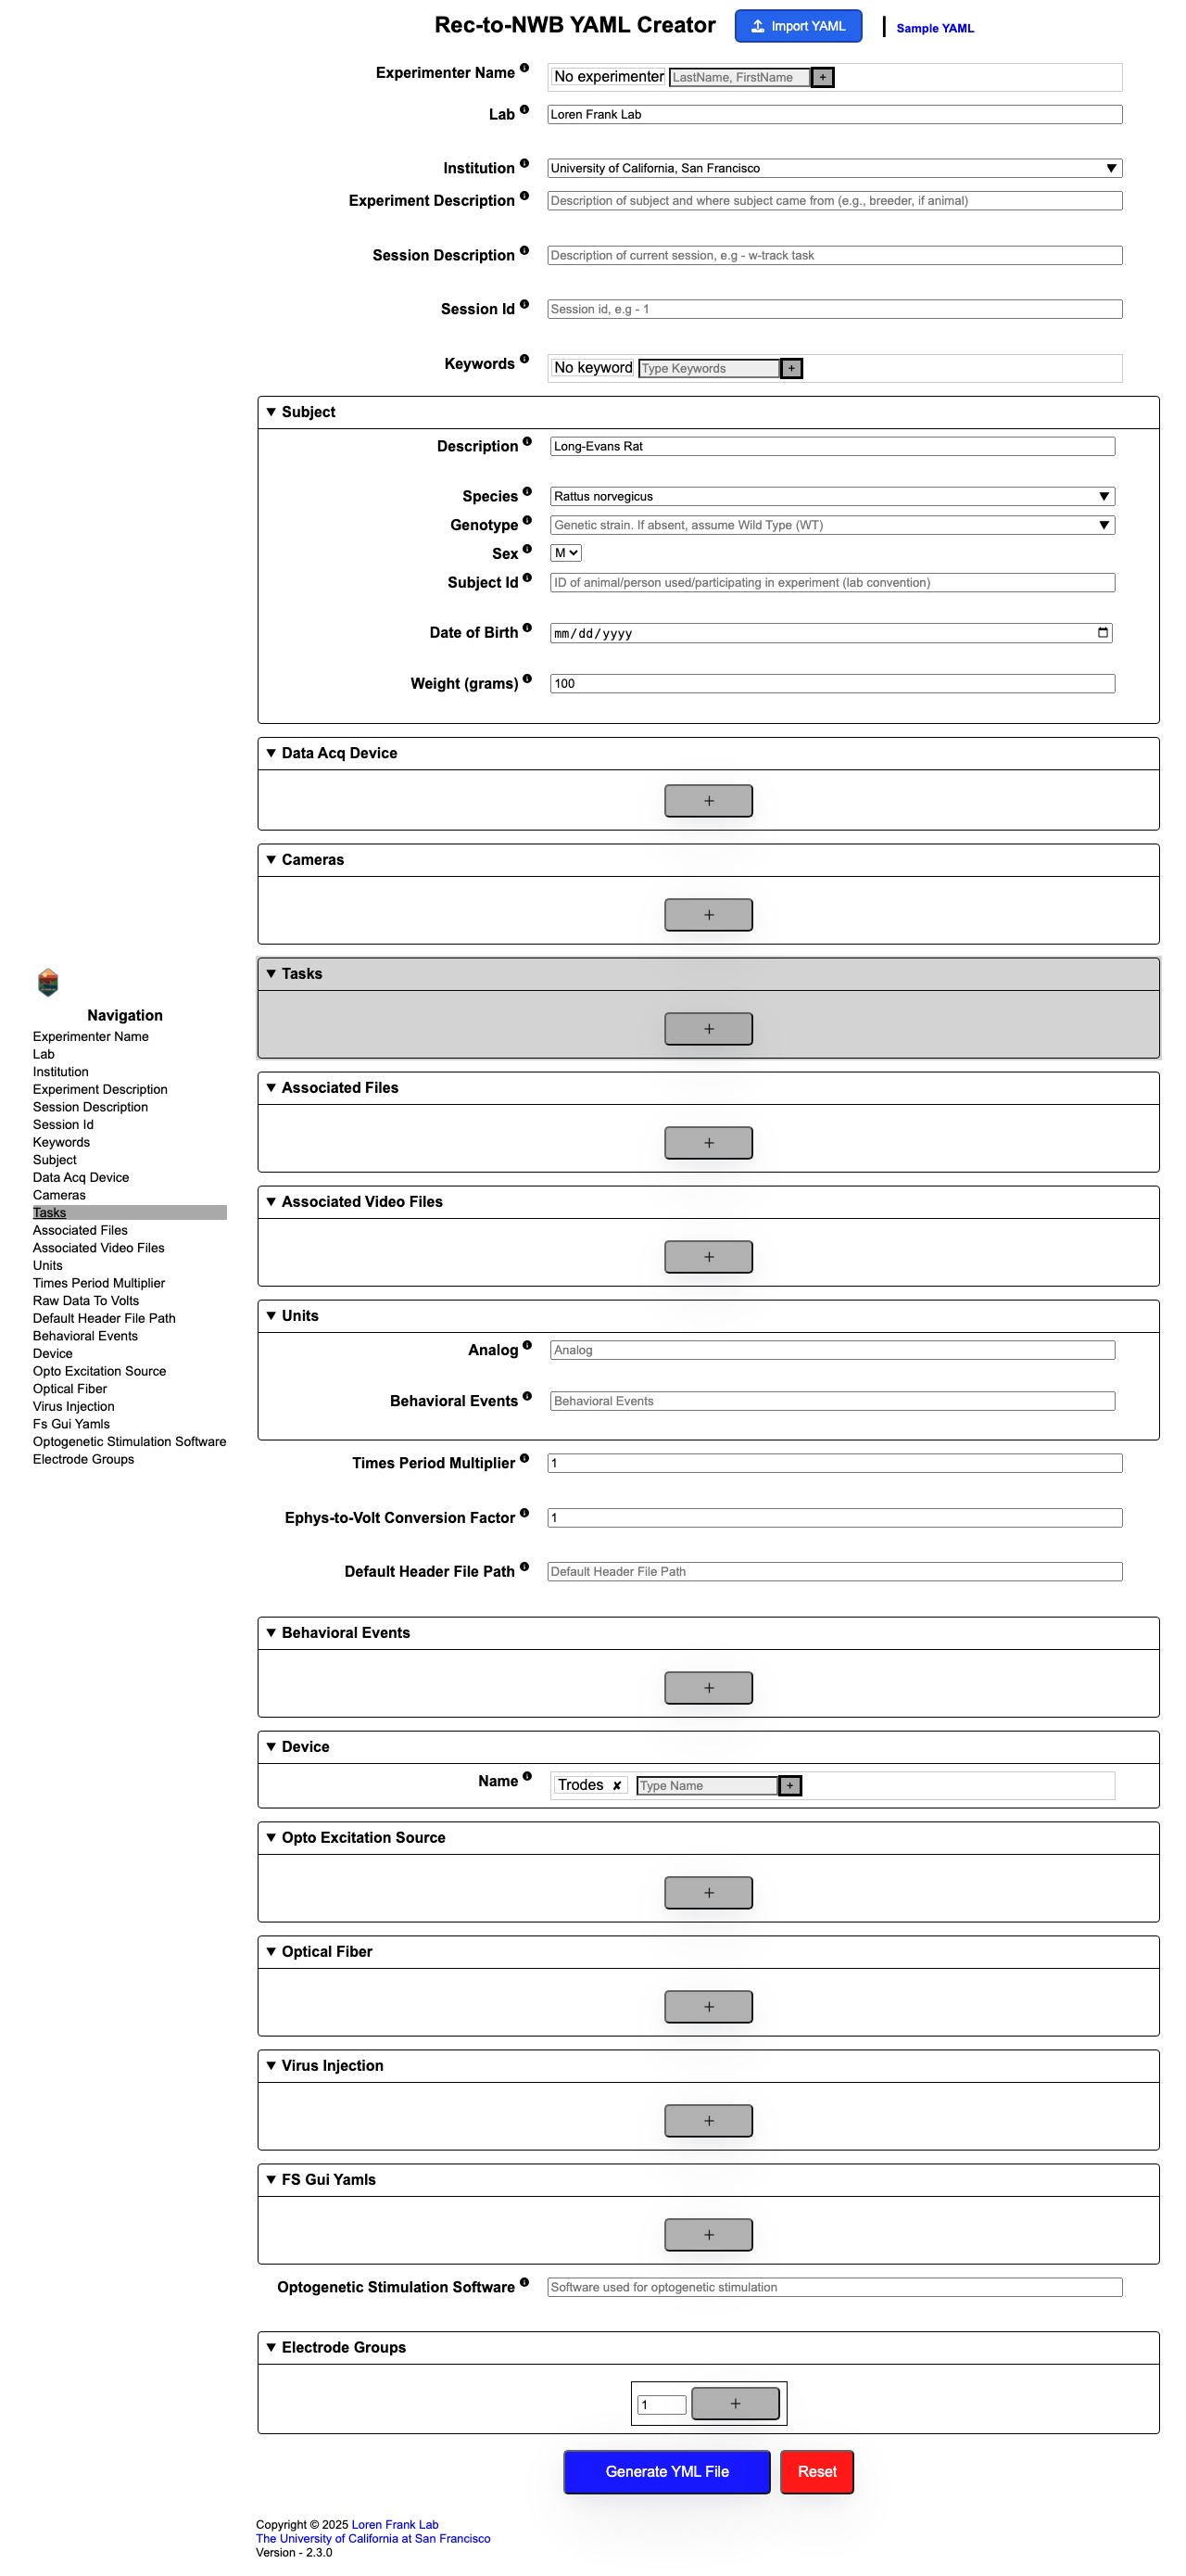 Rec-to-NWB YAML Creator
Import YAML
Sample YAML
Experimenter Name
No experimenter
LastName, FirstName
+
Lab
Loren Frank Lab
Institution
University of California, San Francisco
Experiment Description
Description of subject and where subject came from (e.g., breeder, if animal)
Session Description
Description of current session, e.g - w-track task
Session Id
Session id, e.g - 1
Keywords
No keyword
Type Keywords
+
Subject
Description
Long-Evans Rat
Species
Rattus norvegicus
Genotype
Genetic strain. If absent, assume Wild Type (WT)
Sex
M
Subject Id
ID of animal/person used/participating in experiment (lab convention)
Date of Birth
mm/dd/yyyy
Weight (grams)
100
Data Acq Device
+
Cameras
+
Tasks
+
Associated Files
+
Associated Video Files
+
Units
Analog
Analog
Behavioral Events
Behavioral Events
Times Period Multiplier
1
Ephys-to-Volt Conversion Factor
1
Default Header File Path
Default Header File Path
Behavioral Events
+
Device
Name
Trodes ✘
Type Name
+
Opto Excitation Source
+
Optical Fiber
+
Virus Injection
+
FS Gui Yamls
+
Optogenetic Stimulation Software
Software used for optogenetic stimulation
Electrode Groups
1
+
Generate YML File
Reset
Copyright © 2025 Loren Frank Lab
The University of California at San Francisco
Version - 2.3.0
Navigation
Experimenter Name
Lab
Institution
Experiment Description
Session Description
Session Id
Keywords
Subject
Data Acq Device
Cameras
Tasks
Associated Files
Associated Video Files
Units
Times Period Multiplier
Raw Data To Volts
Default Header File Path
Behavioral Events
Device
Opto Excitation Source
Optical Fiber
Virus Injection
Fs Gui Yamls
Optogenetic Stimulation Software
Electrode Groups